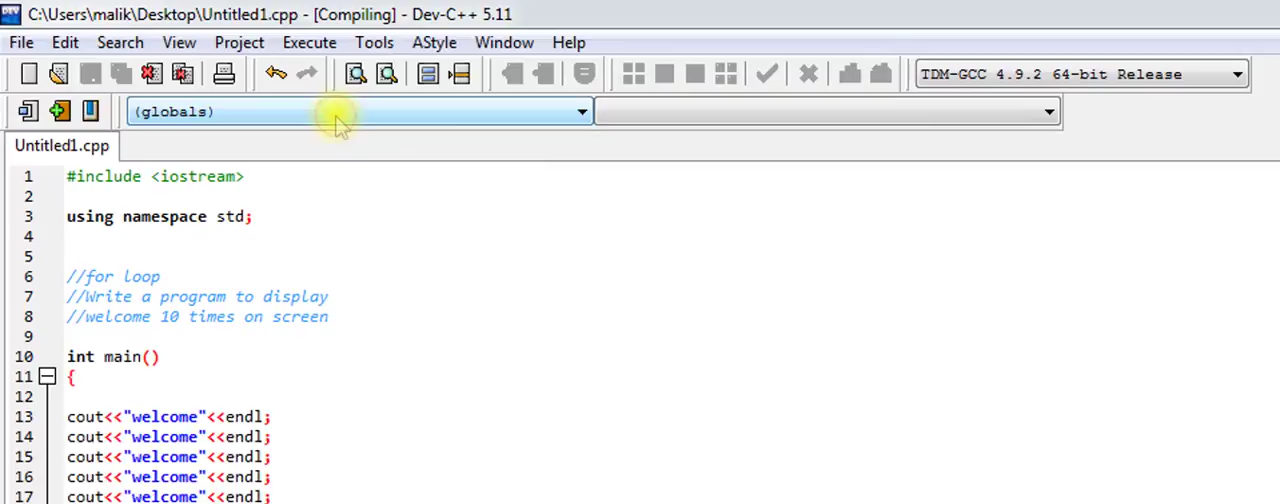 C:\Users\malik\Desktop\Untitled1.cpp - [Compiling] - Dev-C++ 5.11
File Edit Search View Project Execute Tools AStyle Window Help
TDM-GCC 4.9.2 64-bit Release
(globals)
Untitled1.cpp
1 #include <iostream>
2
3 using namespace std;
4
5
6 //for loop
7 //Write a program to display
8 //welcome 10 times on screen
9
10 int main()
11 {
12
13 cout<<"welcome"<<endl;
14 cout<<"welcome"<<endl;
15 cout<<"welcome"<<endl;
16 cout<<"welcome"<<endl;
17 cout<<"welcome"<<endl;